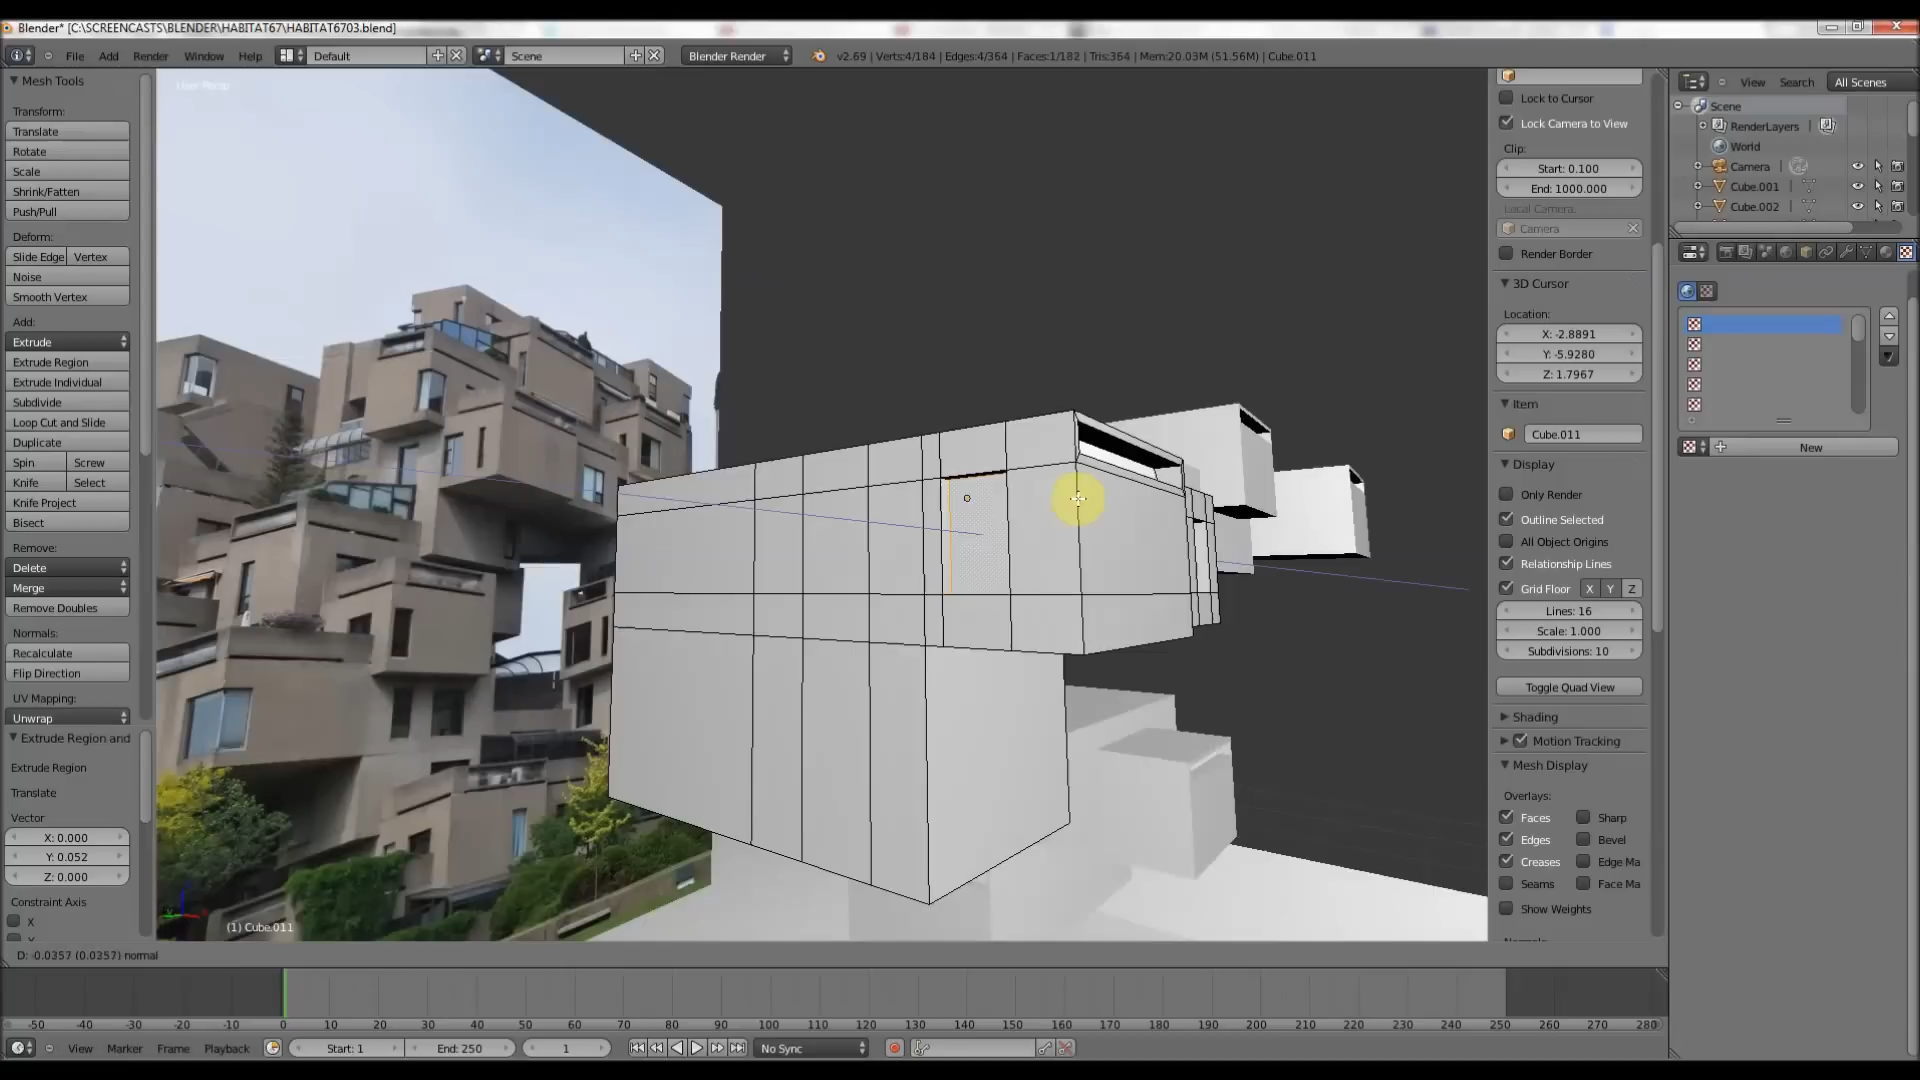 Blender* [C:\SCREENCASTS\BLENDER\HABITAT67\HABITAT6703.blend]
File Add Render Window Help Default Scene Blender Render v2.69 | Verts:4/184 | Edges:4/364 | Faces:1/182 | Tris:364 | Mem:20.03M (51.56M) | Cube.011
Mesh Tools
Transform:
Translate
Rotate
Scale
Shrink/Fatten
Push/Pull
Deform:
Slide Edge Vertex
Noise
Smooth Vertex
Add:
Extrude
Extrude Region
Extrude Individual
Subdivide
Loop Cut and Slide
Duplicate
Spin Screw
Knife Select
Knife Project
Bisect
Remove:
Delete
Merge
Remove Doubles
Normals:
Recalculate
Flip Direction
UV Mapping:
Unwrap
Extrude Region and
Extrude Region
Translate
Vector
X: 0.000
Y: 0.052
Z: 0.000
Constraint Axis
X
User Persp
(1) Cube.011
D: -0.0357 (0.0357) normal
Lock to Cursor
Lock Camera to View
Clip:
Start: 0.100
End: 1000.000
Local Camera:
Camera
Render Border
3D Cursor
Location:
X: -2.8891
Y: -5.9280
Z: 1.7967
Item
Cube.011
Display
Only Render
Outline Selected
All Object Origins
Relationship Lines
Grid Floor X Y Z
Lines: 16
Scale: 1.000
Subdivisions: 10
Toggle Quad View
Shading
Motion Tracking
Mesh Display
Overlays:
Faces Sharp
Edges Bevel
Creases Edge Ma
Seams Face Ma
Show Weights
View Search All Scenes
Scene
RenderLayers
World
Camera
Cube.001
Cube.002
New
-50 -40 -30 -20 -10 0 10 20 30 40 50 60 70 80 90 100 110 120 130 140 150 160 170 180 190 200 210 220 230 240 250 260 270 280
View Marker Frame Playback Start: 1 End: 250 1 No Sync